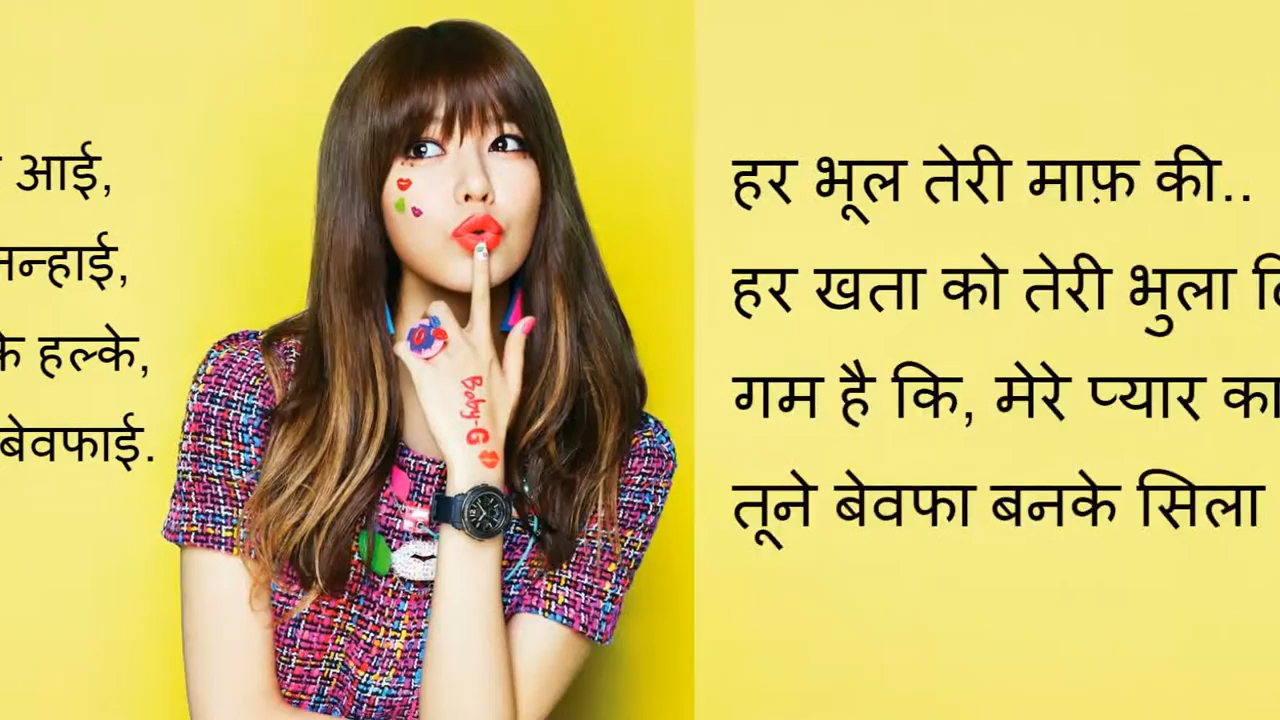 आई,
हल्के,
बेवफाई.
Baby-G
हर भूल तेरी माफ़ की..
हर खता को तेरी भुला
गम है कि, मेरे प्यार का
तूने बेवफा बनके सिला